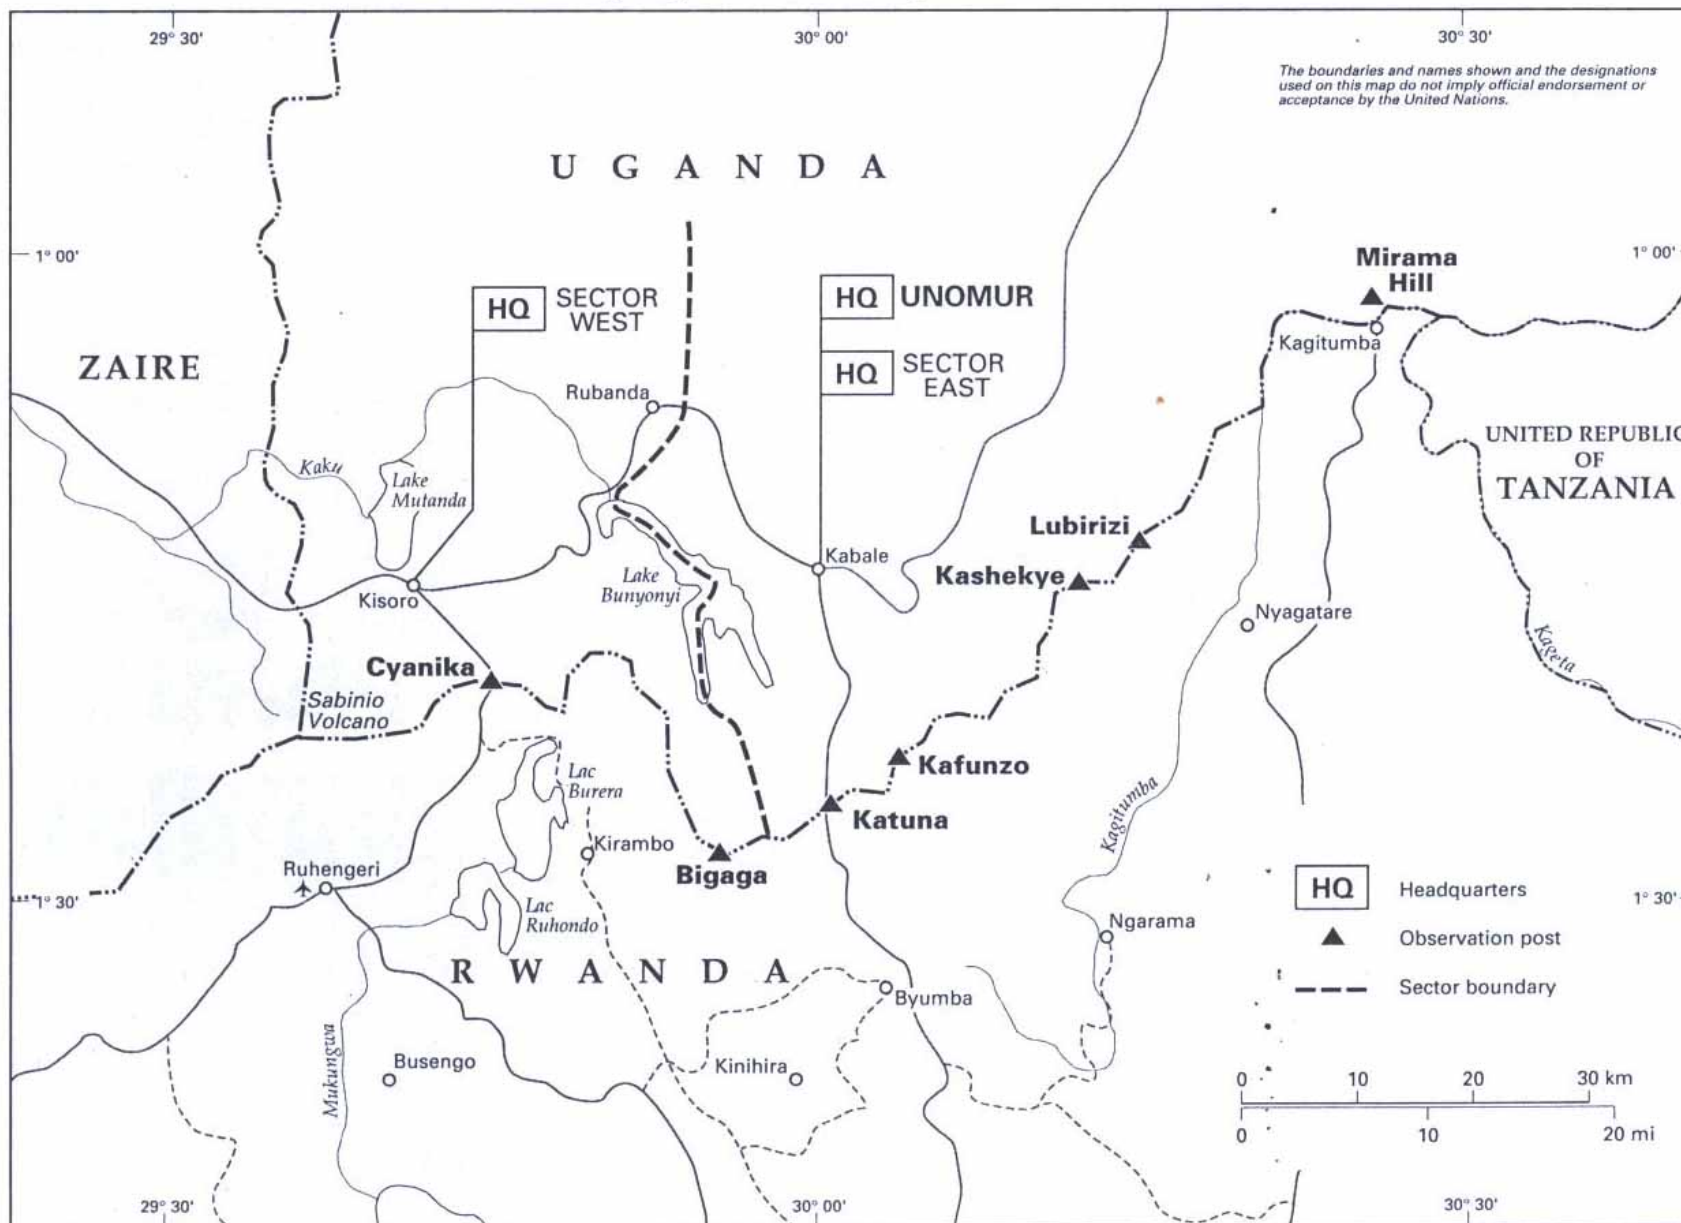 29° 30'
30° 00'
30° 30'
The boundaries and names shown and the designations
used on this map do not imply official endorsement or
acceptance by the United Nations.
U G A N D A
1° 00'
1° 00'
Mirama
Hill
HQ SECTOR
WEST
HQ UNOMUR
Kagitumba
ZAIRE
HQ SECTOR
EAST
Rubanda
UNITED REPUBLIC
OF
TANZANIA
Kaku
Lake
Mutanda
Lubirizi
Kabale
Kashekye
Lake
Bunyonyi
Kisoro
Nyagatare
Kageta
Cyanika
Sabinio
Volcano
Kafunzo
Lac
Burera
Kagitumba
Katuna
Kirambo
Ruhengeri
Bigaga
HQ Headquarters
1° 30'
1° 30'
Lac
Ruhondo
Ngarama
Observation post
R W A N D A
Byumba
Sector boundary
Mukungwa
Busengo
Kinihira
0 10 20 30 km
0 10 20 mi
29° 30'
30° 00'
30° 30'